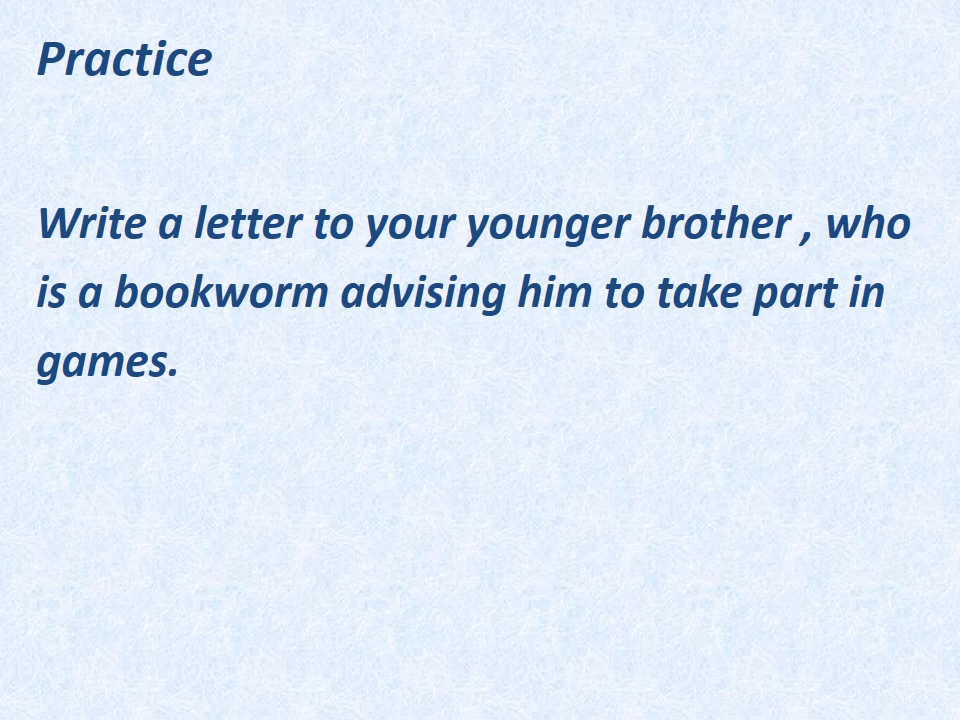 Practice
Write a letter to your younger brother , who
is a bookworm advising him to take part in
games.